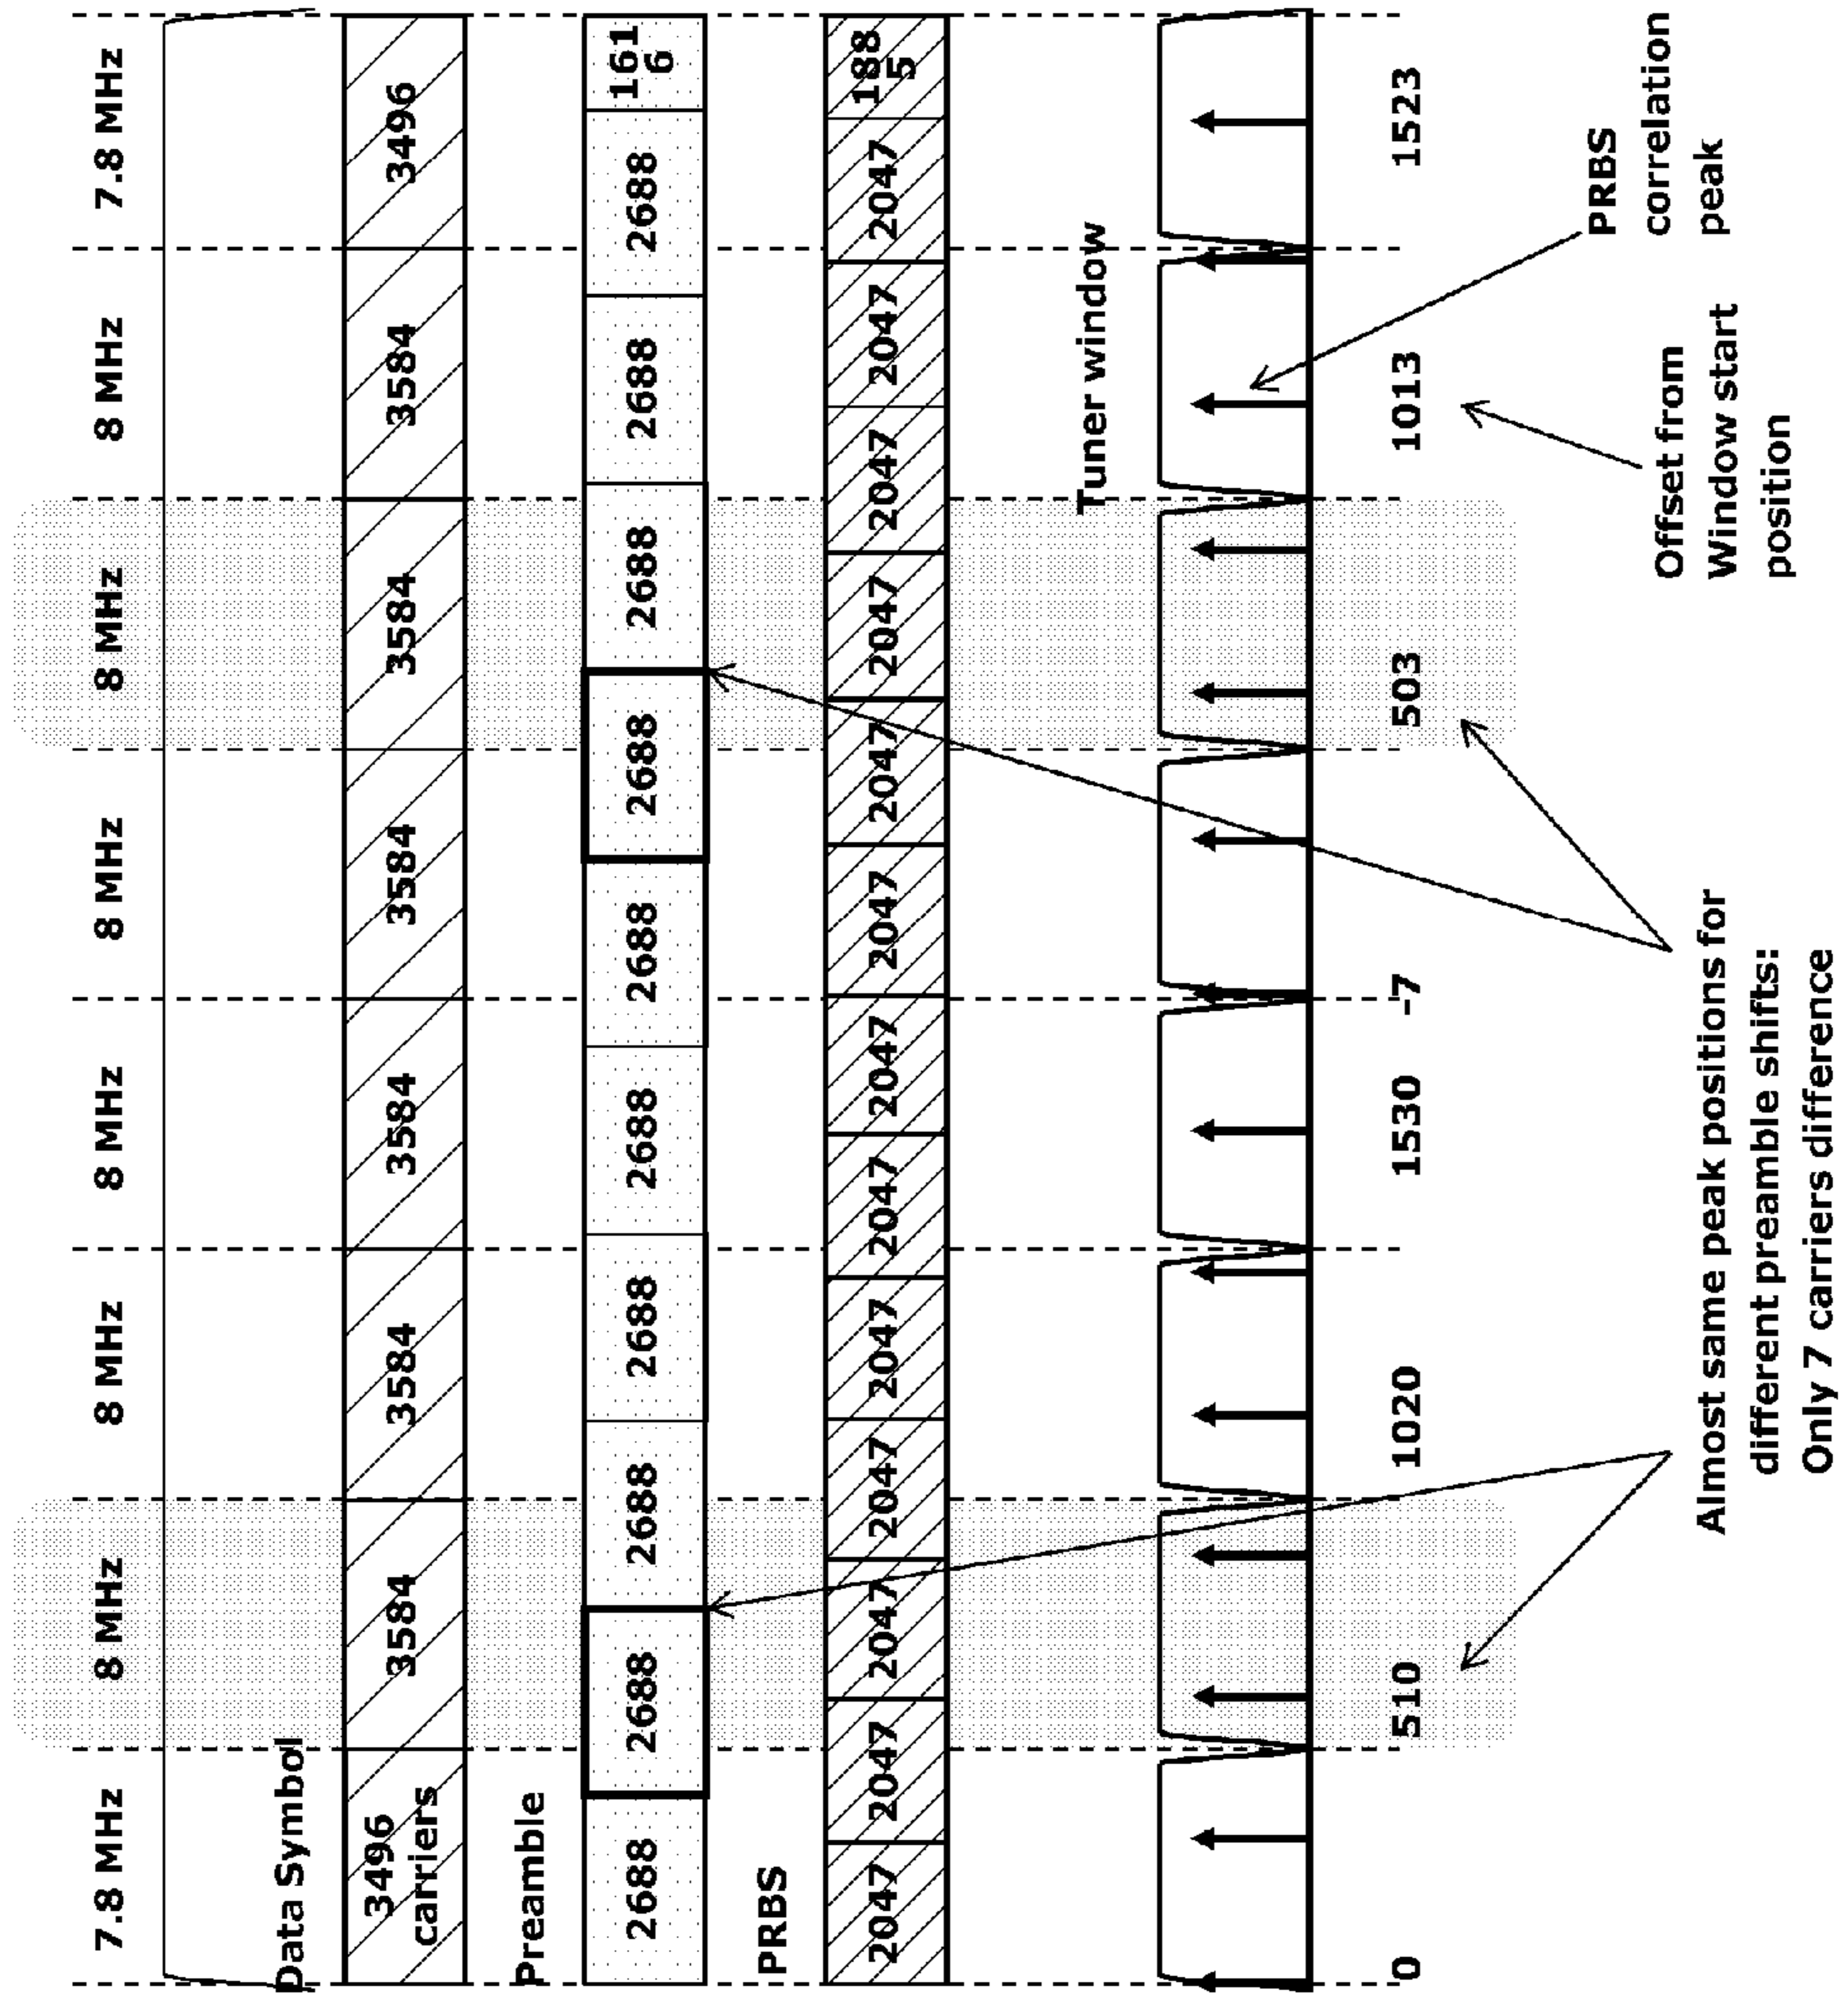 7.8 MHz 8 MHz 8 MHz 8 MHz 8 MHz 8 MHz 8 MHz 7.8 MHz
Data Symbol
3496 carriers 3584 3584 3584 3584 3584 3584 3496
Preamble
2688 2688 2688 2688 2688 2688 2688 2688 2688 2688 1616
PRBS
2047 2047 2047 2047 2047 2047 2047 2047 2047 2047 2047 2047 2047 1885
Tuner window
0 510 1020 1530 -7 503 1013 1523
PRBS
correlation
peak
Offset from
Window start
position
Almost same peak positions for
different preamble shifts:
Only 7 carriers difference